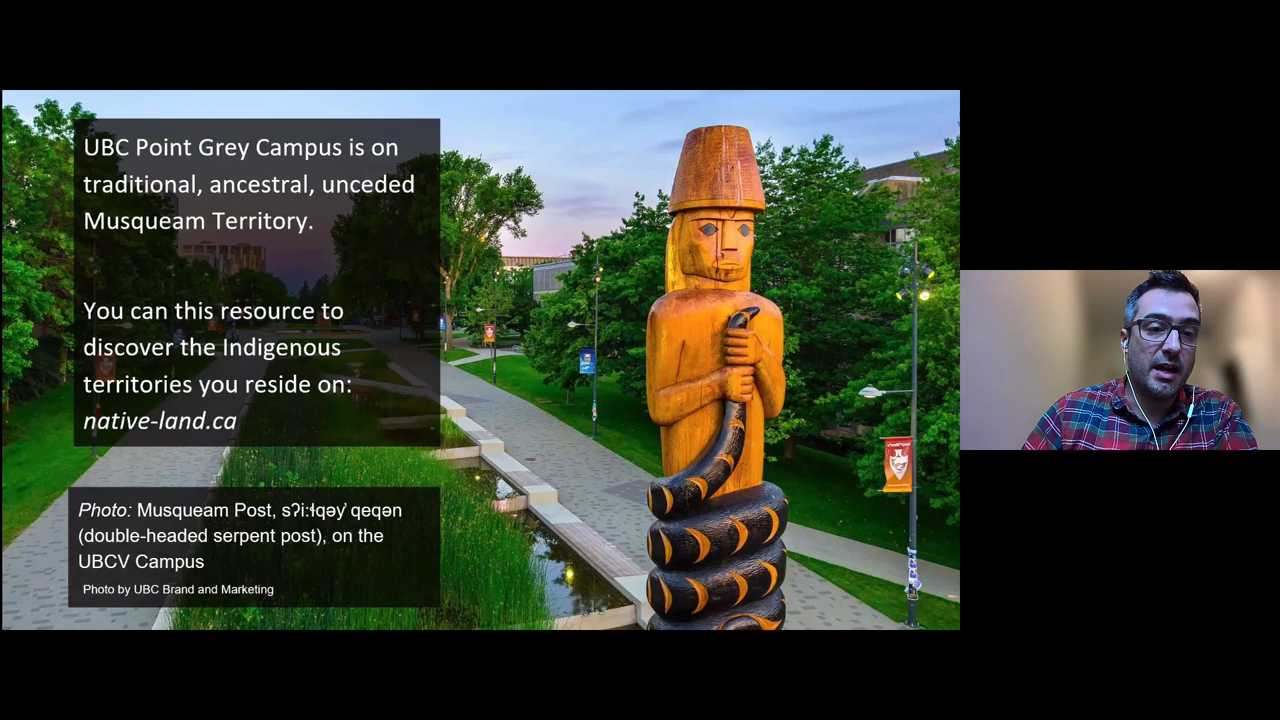 UBC Point Grey Campus is on
traditional, ancestral, unceded
Musqueam Territory.
You can this resource to
discover the Indigenous
territories you reside on:
native-land.ca
Photo: Musqueam Post, sʔi:ɬqəy̓ qeqən
(double-headed serpent post), on the
UBCV Campus
Photo by UBC Brand and Marketing